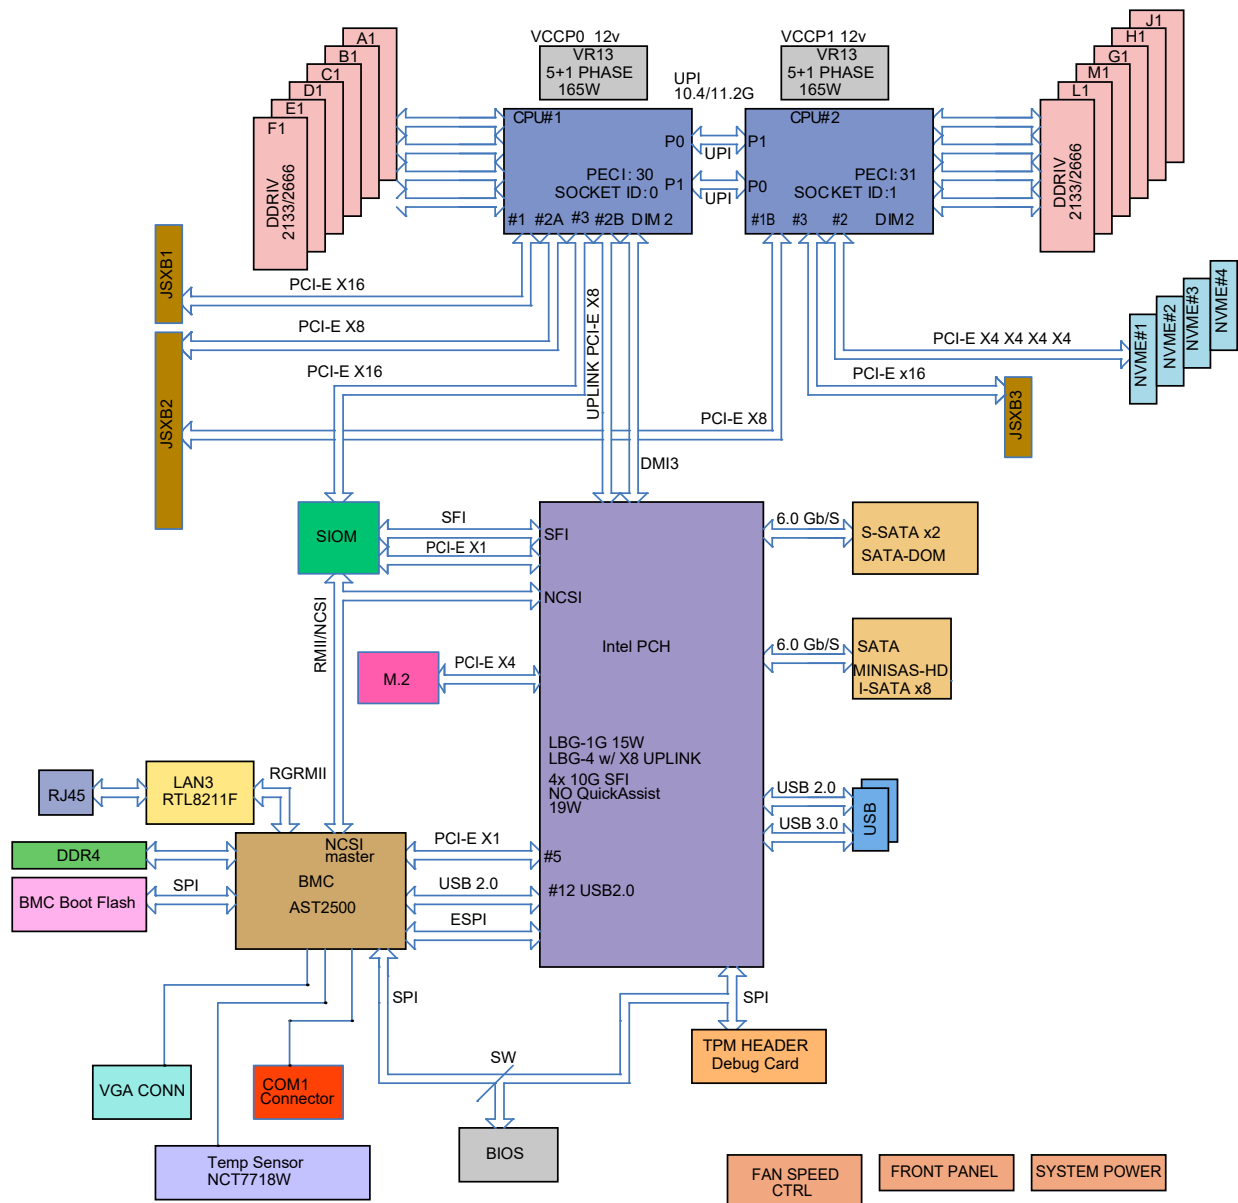 VCCP0 12v
VR13
5+1 PHASE
165W
UPI
10.4/11.2G
VCCP1 12v
VR13
5+1 PHASE
165W
A1
B1
C1
D1
E1
F1
DDRIV
2133/2666
J1
H1
G1
M1
L1
DDRIV
2133/2666
CPU#1
P0
PECI: 30
SOCKET ID:0
P1
#1
#2A
#3
#2B
DIM 2
UPI
UPI
CPU#2
P1
PECI:31
P0
SOCKET ID:1
#1B
#3
#2
DIM2
JSXB1
PCI-E X16
PCI-E X8
JSXB2
PCI-E X16
UPLINK PCI-E X8
PCI-E X8
DMI3
PCI-E X4 X4 X4 X4
PCI-E x16
JSXB3
NVME#1
NVME#2
NVME#3
NVME#4
SIOM
SFI
PCI-E X1
SFI
NCSI
RMII/NCSI
Intel PCH
6.0 Gb/S
S-SATA x2
SATA-DOM
6.0 Gb/S
SATA
MINISAS-HD
I-SATA x8
M.2
PCI-E X4
LBG-1G 15W
LBG-4 w/ X8 UPLINK
4x 10G SFI
NO QuickAssist
19W
USB 2.0
USB 3.0
USB
RJ45
LAN3
RTL8211F
RGRMII
DDR4
BMC Boot Flash
SPI
NCSI
master
BMC
AST2500
PCI-E X1
#5
USB 2.0
#12 USB2.0
ESPI
SPI
SPI
TPM HEADER
Debug Card
SW
VGA CONN
COM1
Connector
BIOS
Temp Sensor
NCT7718W
FAN SPEED
CTRL
FRONT PANEL
SYSTEM POWER